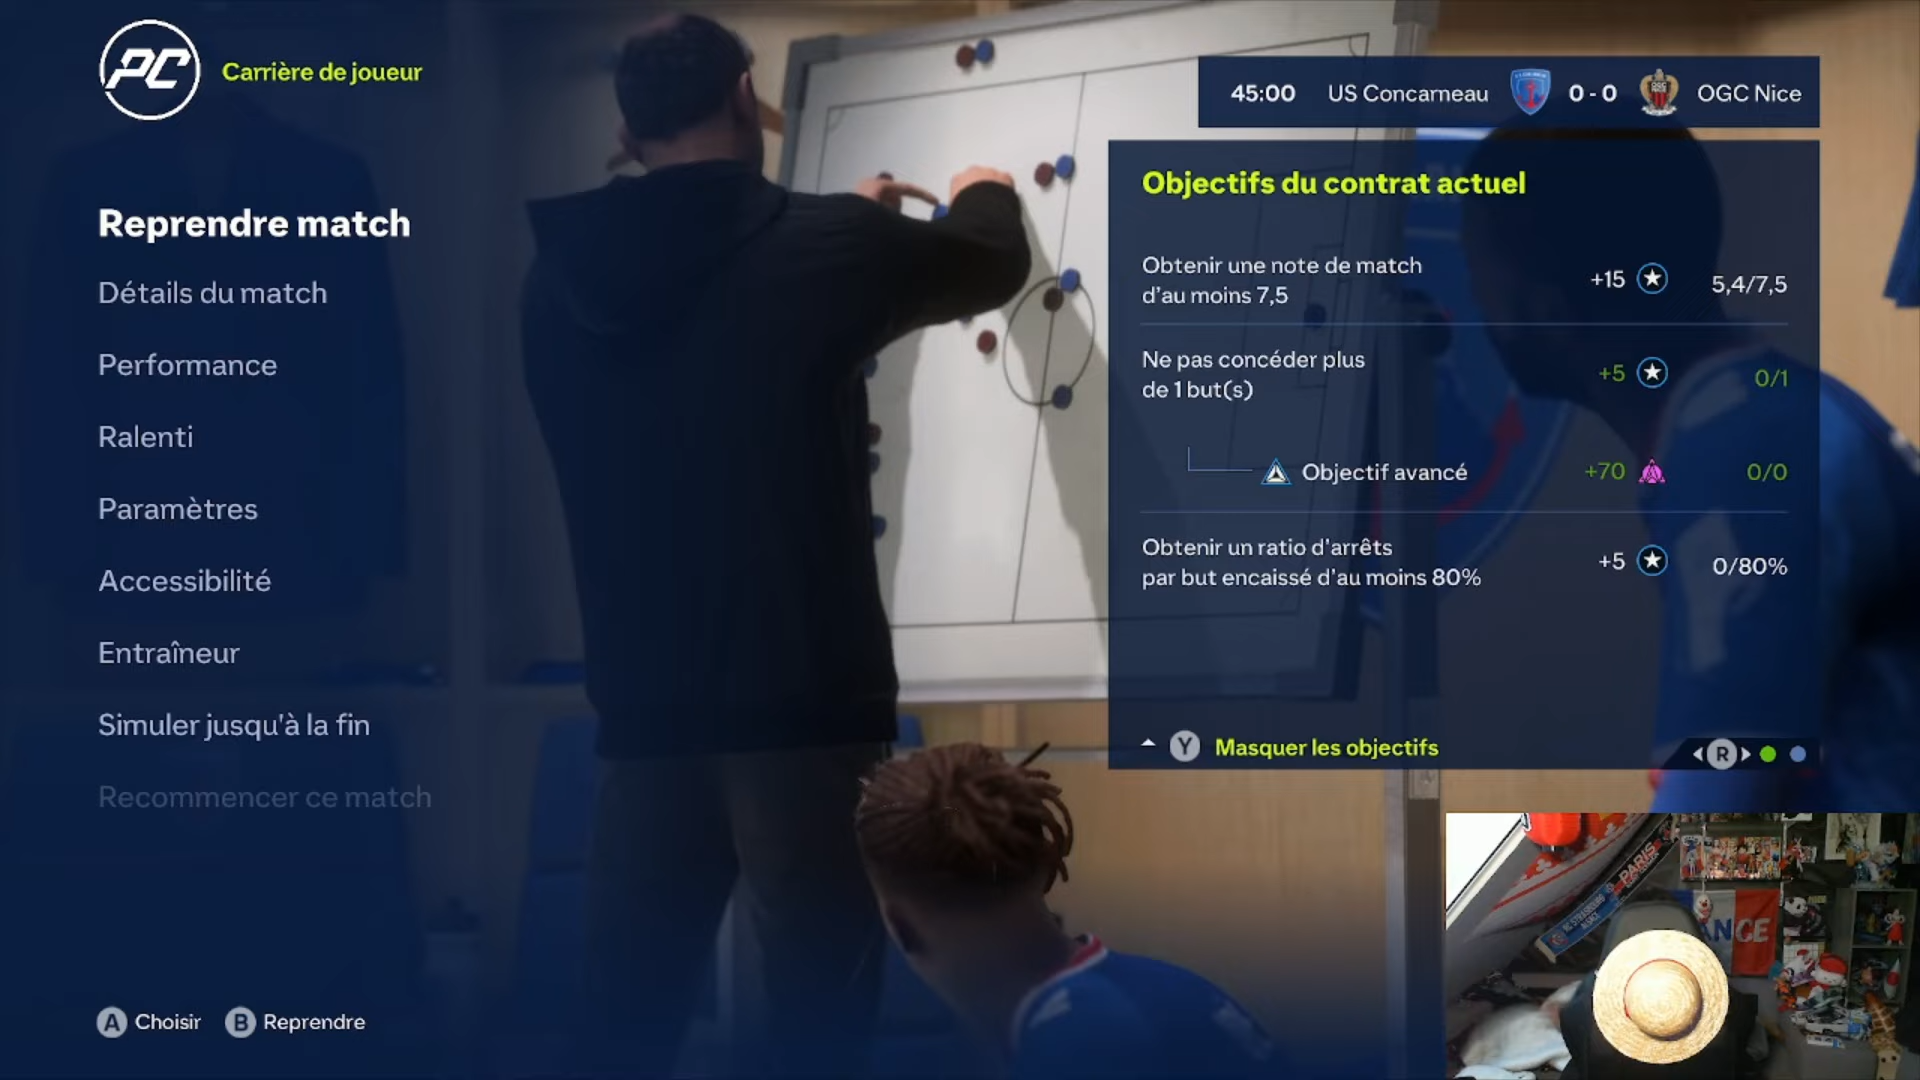 PC
Carrière de joueur
45:00 US Concarneau 0 - 0 OGC Nice
Reprendre match
Détails du match
Performance
Ralenti
Paramètres
Accessibilité
Entraîneur
Simuler jusqu'à la fin
Recommencer ce match
Objectifs du contrat actuel
Obtenir une note de match
d'au moins 7,5
+15
5,4/7,5
Ne pas concéder plus
de 1 but(s)
+5
0/1
Objectif avancé
+70
0/0
Obtenir un ratio d'arrêts
par but encaissé d'au moins 80%
+5
0/80%
Y Masquer les objectifs
R
A Choisir B Reprendre
PARIS
ANCE